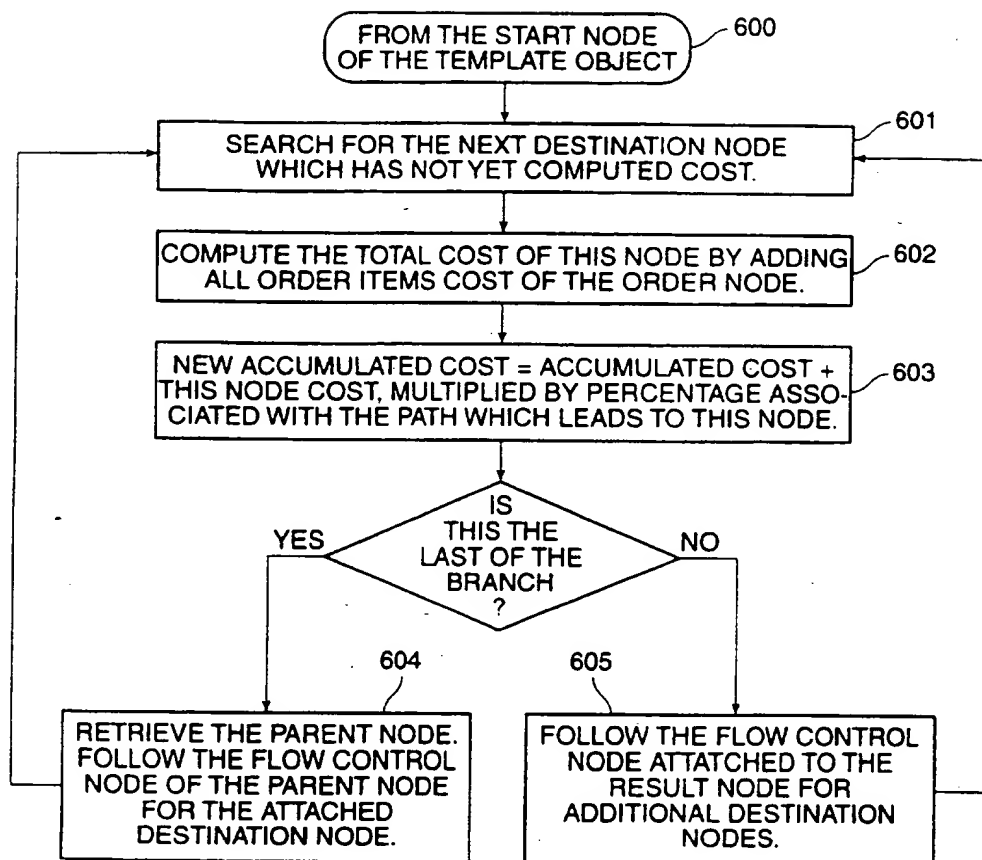 FROM THE START NODE
OF THE TEMPLATE OBJECT
600
SEARCH FOR THE NEXT DESTINATION NODE
WHICH HAS NOT YET COMPUTED COST.
601
COMPUTE THE TOTAL COST OF THIS NODE BY ADDING
ALL ORDER ITEMS COST OF THE ORDER NODE.
602
NEW ACCUMULATED COST = ACCUMULATED COST +
THIS NODE COST, MULTIPLIED BY PERCENTAGE ASSO-
CIATED WITH THE PATH WHICH LEADS TO THIS NODE.
603
IS
THIS THE
LAST OF THE
BRANCH
?
YES
NO
604
RETRIEVE THE PARENT NODE.
FOLLOW THE FLOW CONTROL
NODE OF THE PARENT NODE
FOR THE ATTACHED
DESTINATION NODE.
605
FOLLOW THE FLOW CONTROL
NODE ATTATCHED TO THE
RESULT NODE FOR
ADDITIONAL DESTINATION
NODES.